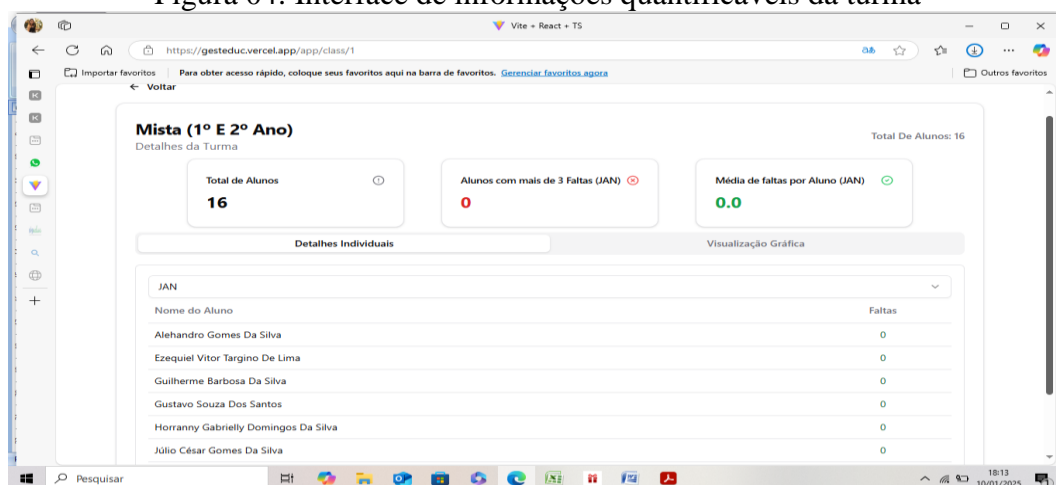 Figura 04: Interface de informações quantificáveis da turma
Vite + React + TS
https://gesteduc.vercel.app/app/class/1
Importar favoritos
Para obter acesso rápido, coloque seus favoritos aqui na barra de favoritos. Gerenciar favoritos agora
Outros favoritos
← Voltar
Mista (1º E 2º Ano)
Total De Alunos: 16
Detalhes da Turma
Total de Alunos
Alunos com mais de 3 Faltas (JAN)
Média de faltas por Aluno (JAN)
16
0
0.0
Detalhes Individuais
Visualização Gráfica
JAN
Nome do Aluno
Faltas
Alehandro Gomes Da Silva
0
Ezequiel Vitor Targino De Lima
0
Guilherme Barbosa Da Silva
0
Gustavo Souza Dos Santos
0
Horranny Gabrielly Domingos Da Silva
0
Júlio César Gomes Da Silva
0
Pesquisar
18:13
10/01/2025